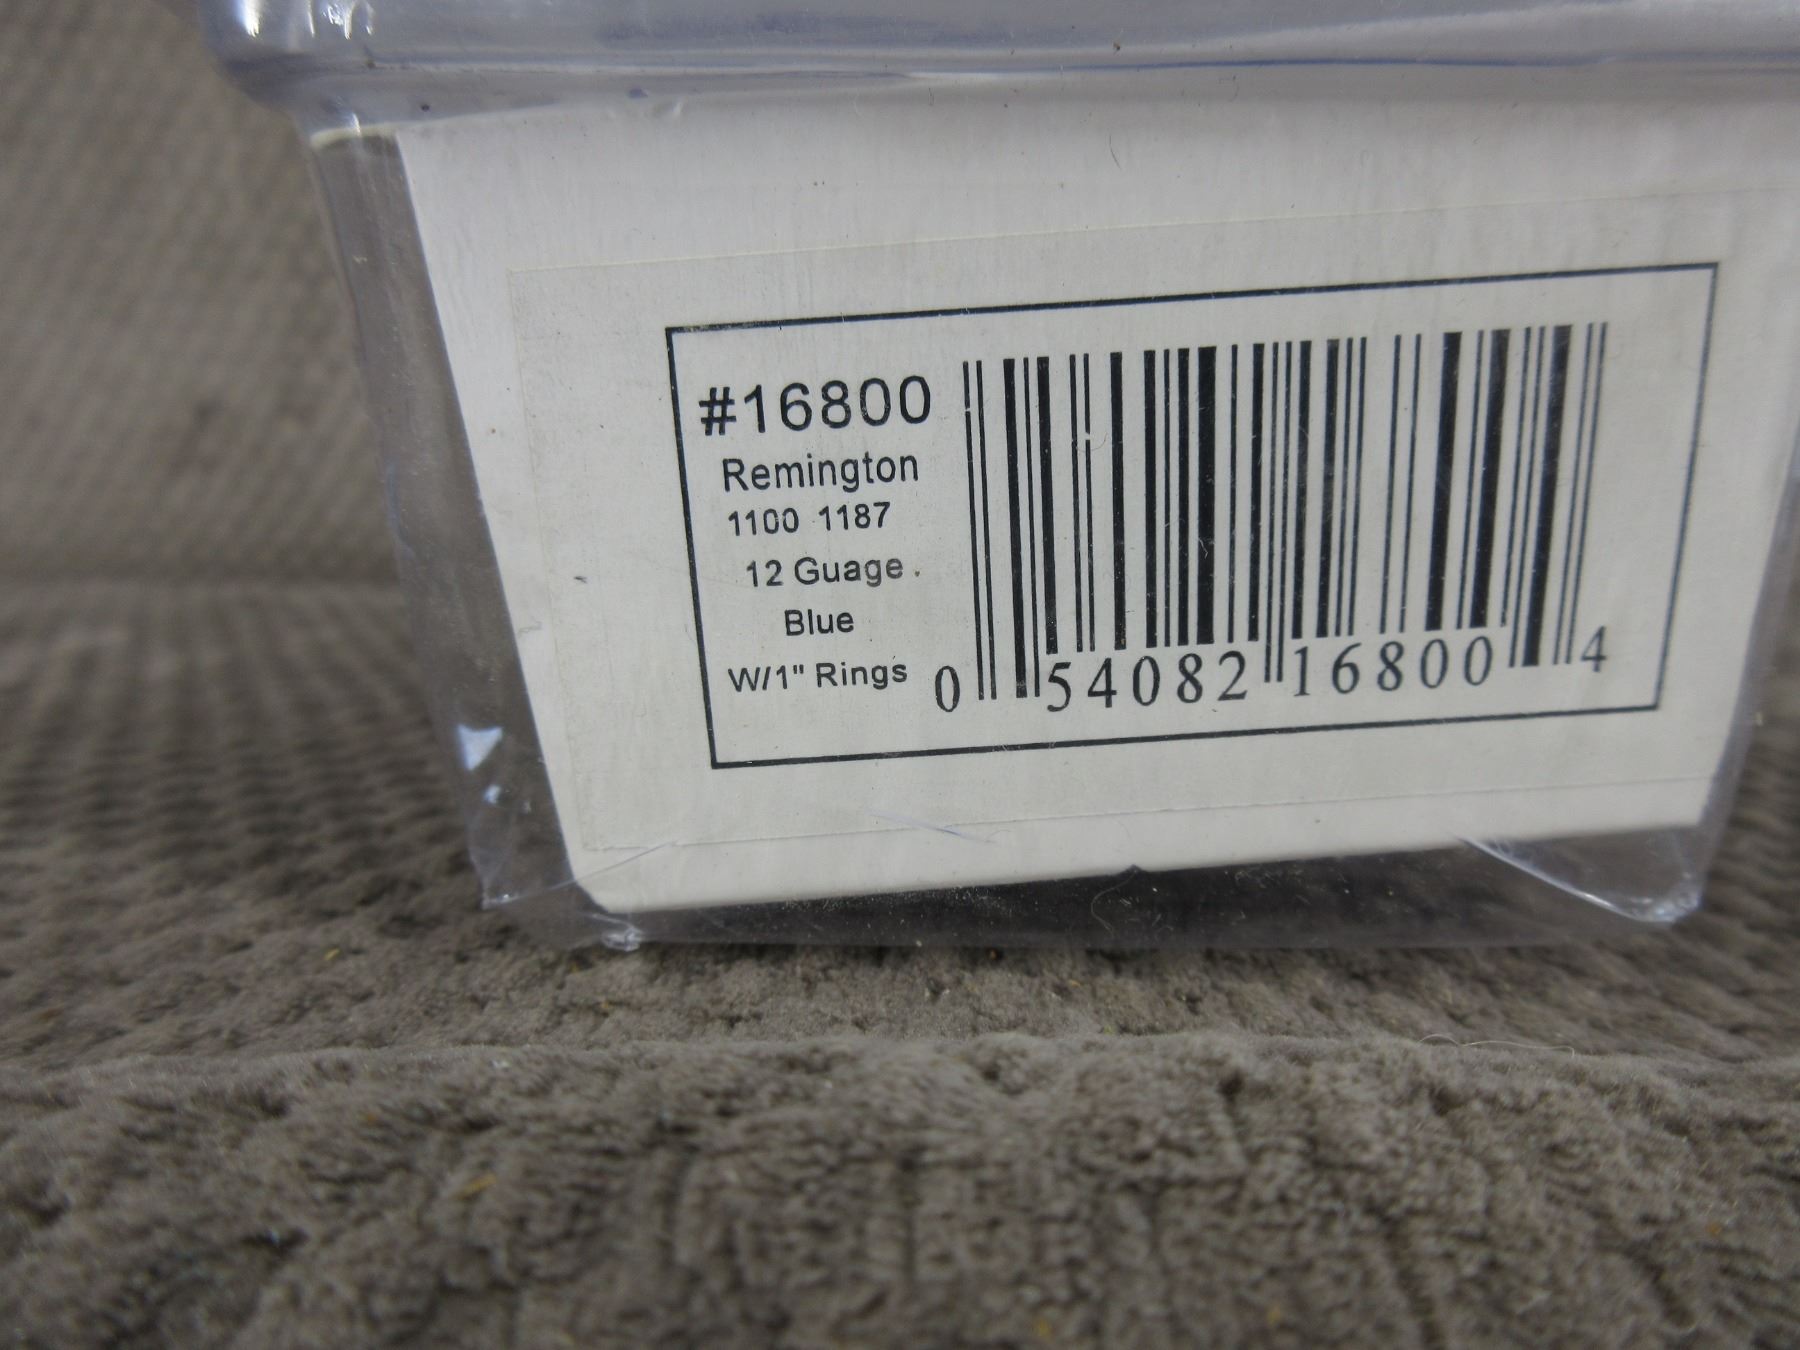 #16800
Remington
1100 1187
12 Guage.
Blue
W/1" Rings
0 54082 16800 4